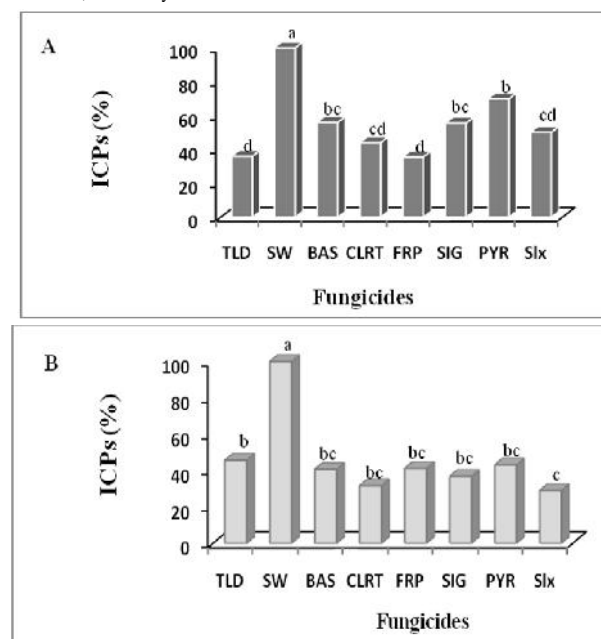 A
ICPs (%)
100
80
60
40
20
0
a
b
bc
bc
cd
cd
d
d
TLD SW BAS CLRT FRP SIG PYR Slx
Fungicides
B
ICPs (%)
100
80
60
40
20
0
a
b
bc
bc
bc
bc
bc
c
TLD SW BAS CLRT FRP SIG PYR Slx
Fungicides